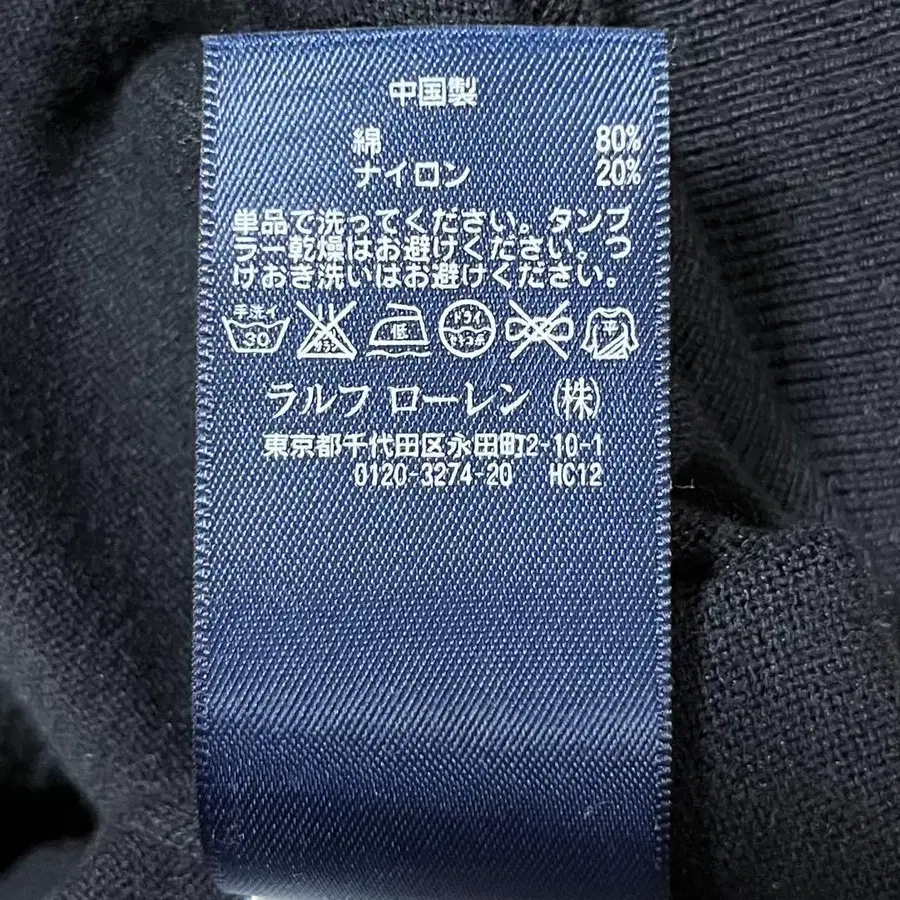 中国製
綿 80%
ナイロン 20%
単品で洗ってください。タンブ
ラー乾燥はお避けください。つ
けおき洗いはお避けください。
手洗イ 30 低 ドライ 平
ラルフ ローレン (株)
東京都千代田区永田町2-10-1
0120-3274-20 HC12